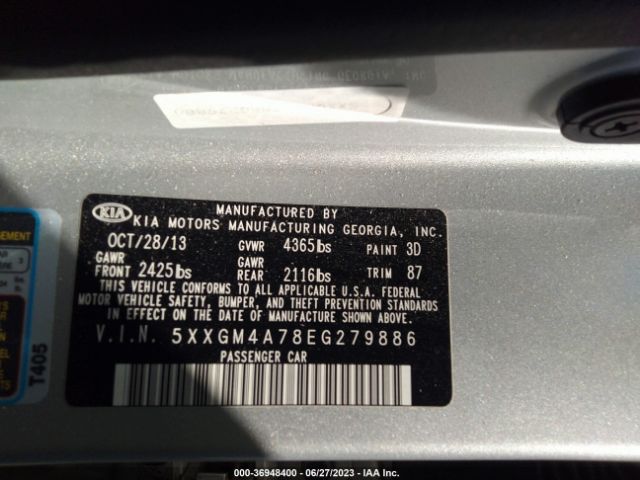 KIA
MANUFACTURED BY
KIA MOTORS MANUFACTURING GEORGIA, INC.
OCT/28/13 GVWR 4365lbs PAINT 3D
GAWR FRONT 2425lbs GAWR REAR 2116lbs TRIM 87
THIS VEHICLE CONFORMS TO ALL APPLICABLE U.S. FEDERAL
MOTOR VEHICLE SAFETY, BUMPER, AND THEFT PREVENTION STANDARDS
IN EFFECT ON THE DATE OF MANUFACTURE SHOWN ABOVE.
V.I.N. 5XXGM4A78EG279886
PASSENGER CAR
T405
000-36948400 - 06/27/2023 - IAA Inc.